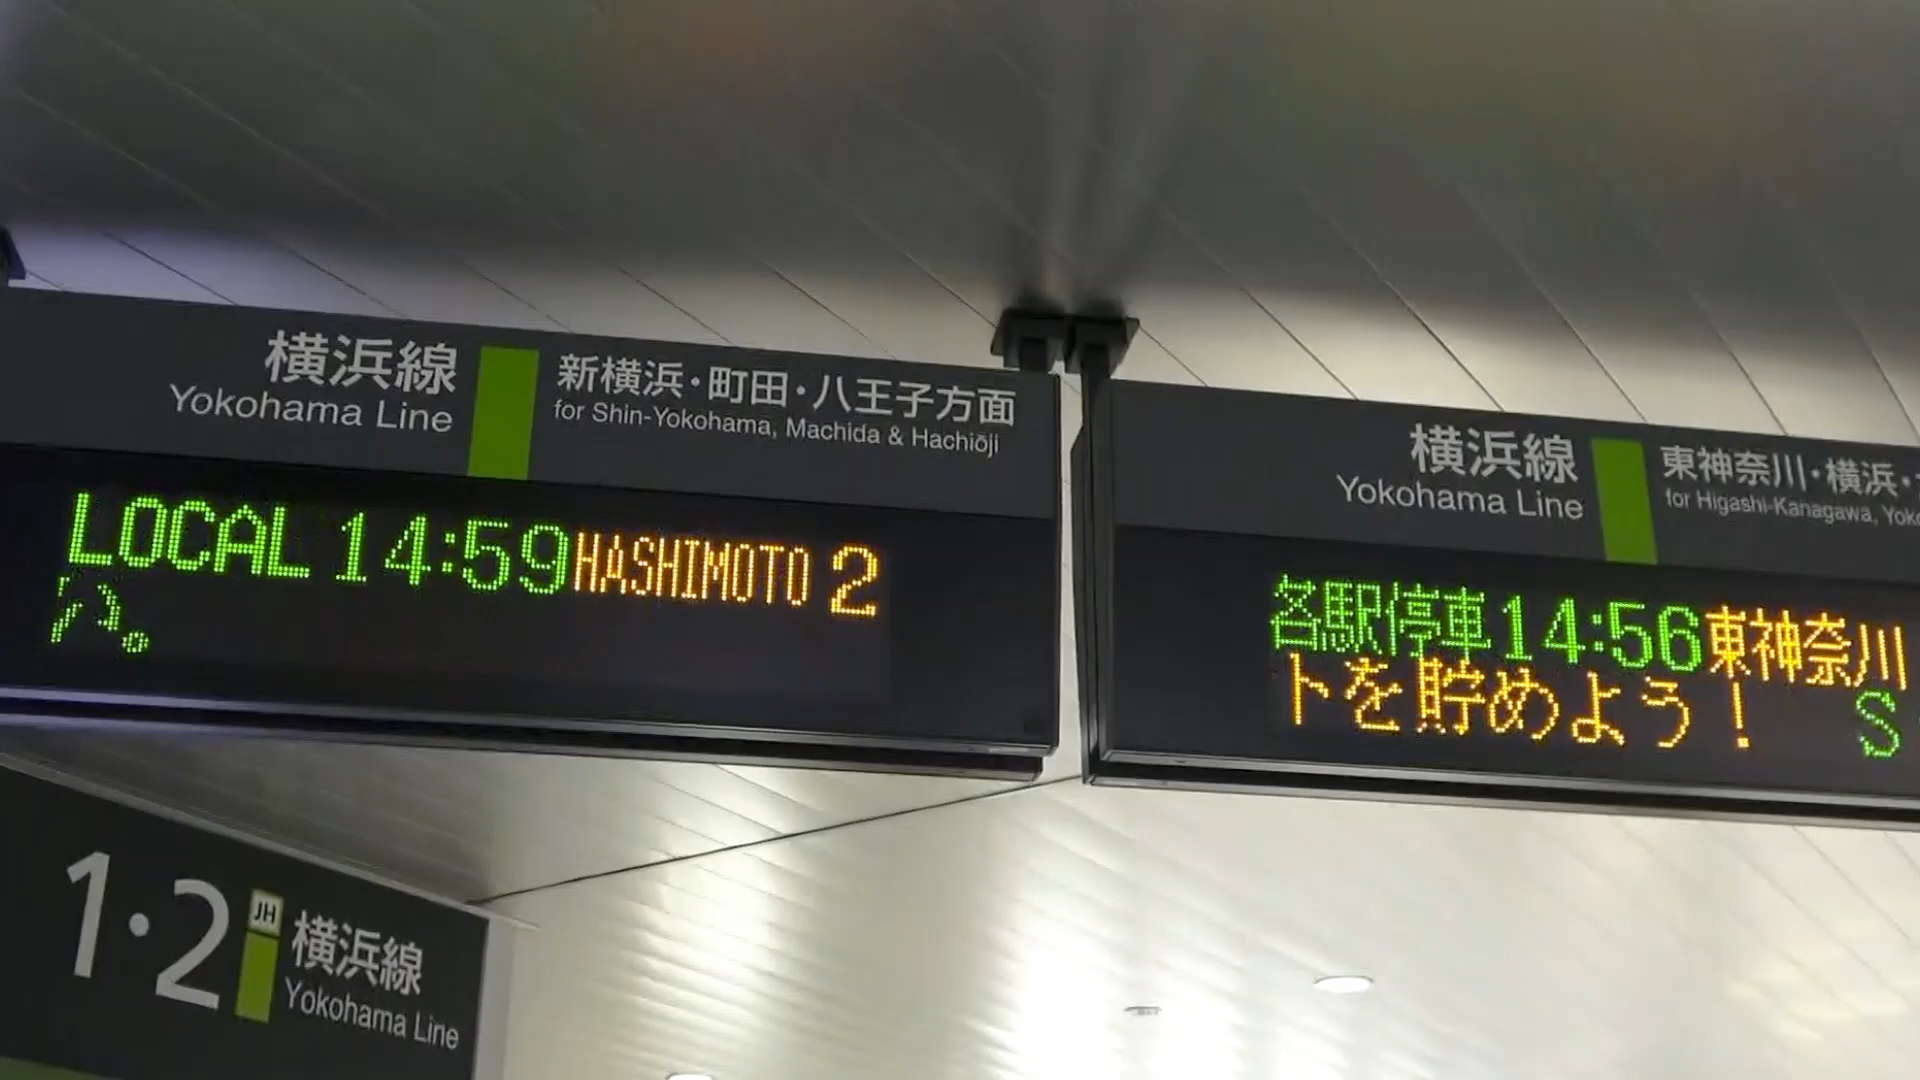 横浜線
Yokohama Line
新横浜・町田・八王子方面
for Shin-Yokohama, Machida & Hachiōji
LOCAL 14:59 HASHIMOTO 2
い。
横浜線
Yokohama Line
東神奈川・横浜・
for Higashi-Kanagawa,
各駅停車 14:56 東神奈川
トを貯めよう! S
1・2 JH 横浜線
Yokohama Line